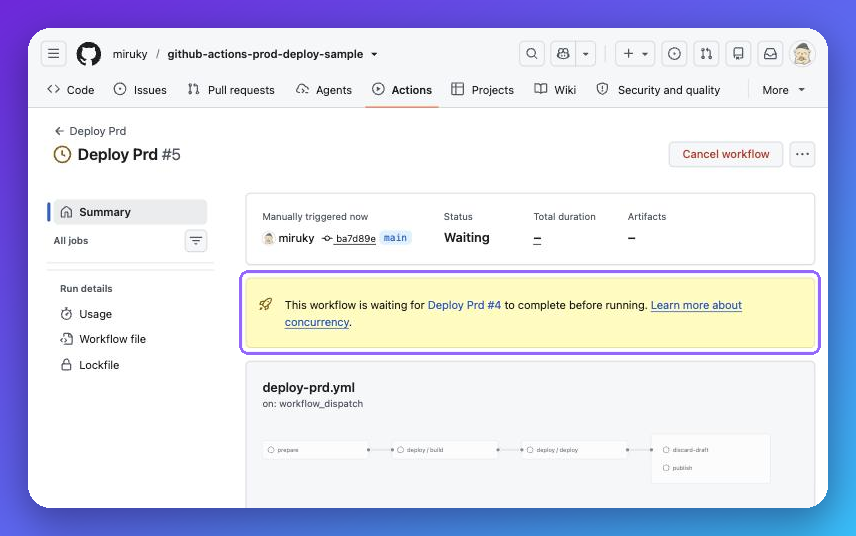 miruky / github-actions-prod-deploy-sample
Code Issues Pull requests Agents Actions Projects Wiki Security and quality More
Deploy Prd
Deploy Prd #5
Cancel workflow
Summary
All jobs
Run details
Usage
Workflow file
Lockfile
Manually triggered now
miruky ba7d89e main
Status
Waiting
Total duration
–
Artifacts
–
This workflow is waiting for Deploy Prd #4 to complete before running. Learn more about
concurrency.
deploy-prd.yml
on: workflow_dispatch
prepare
deploy / build
deploy / deploy
discard-draft
publish